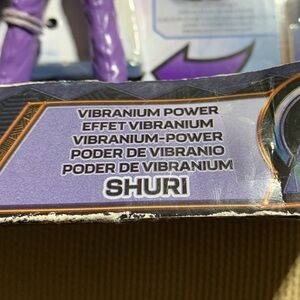 VIBRANIUM POWER
EFFET VIBRANIUM
VIBRANIUM-POWER
PODER DE VIBRANIO
PODER DE VIBRANIUM
SHURI